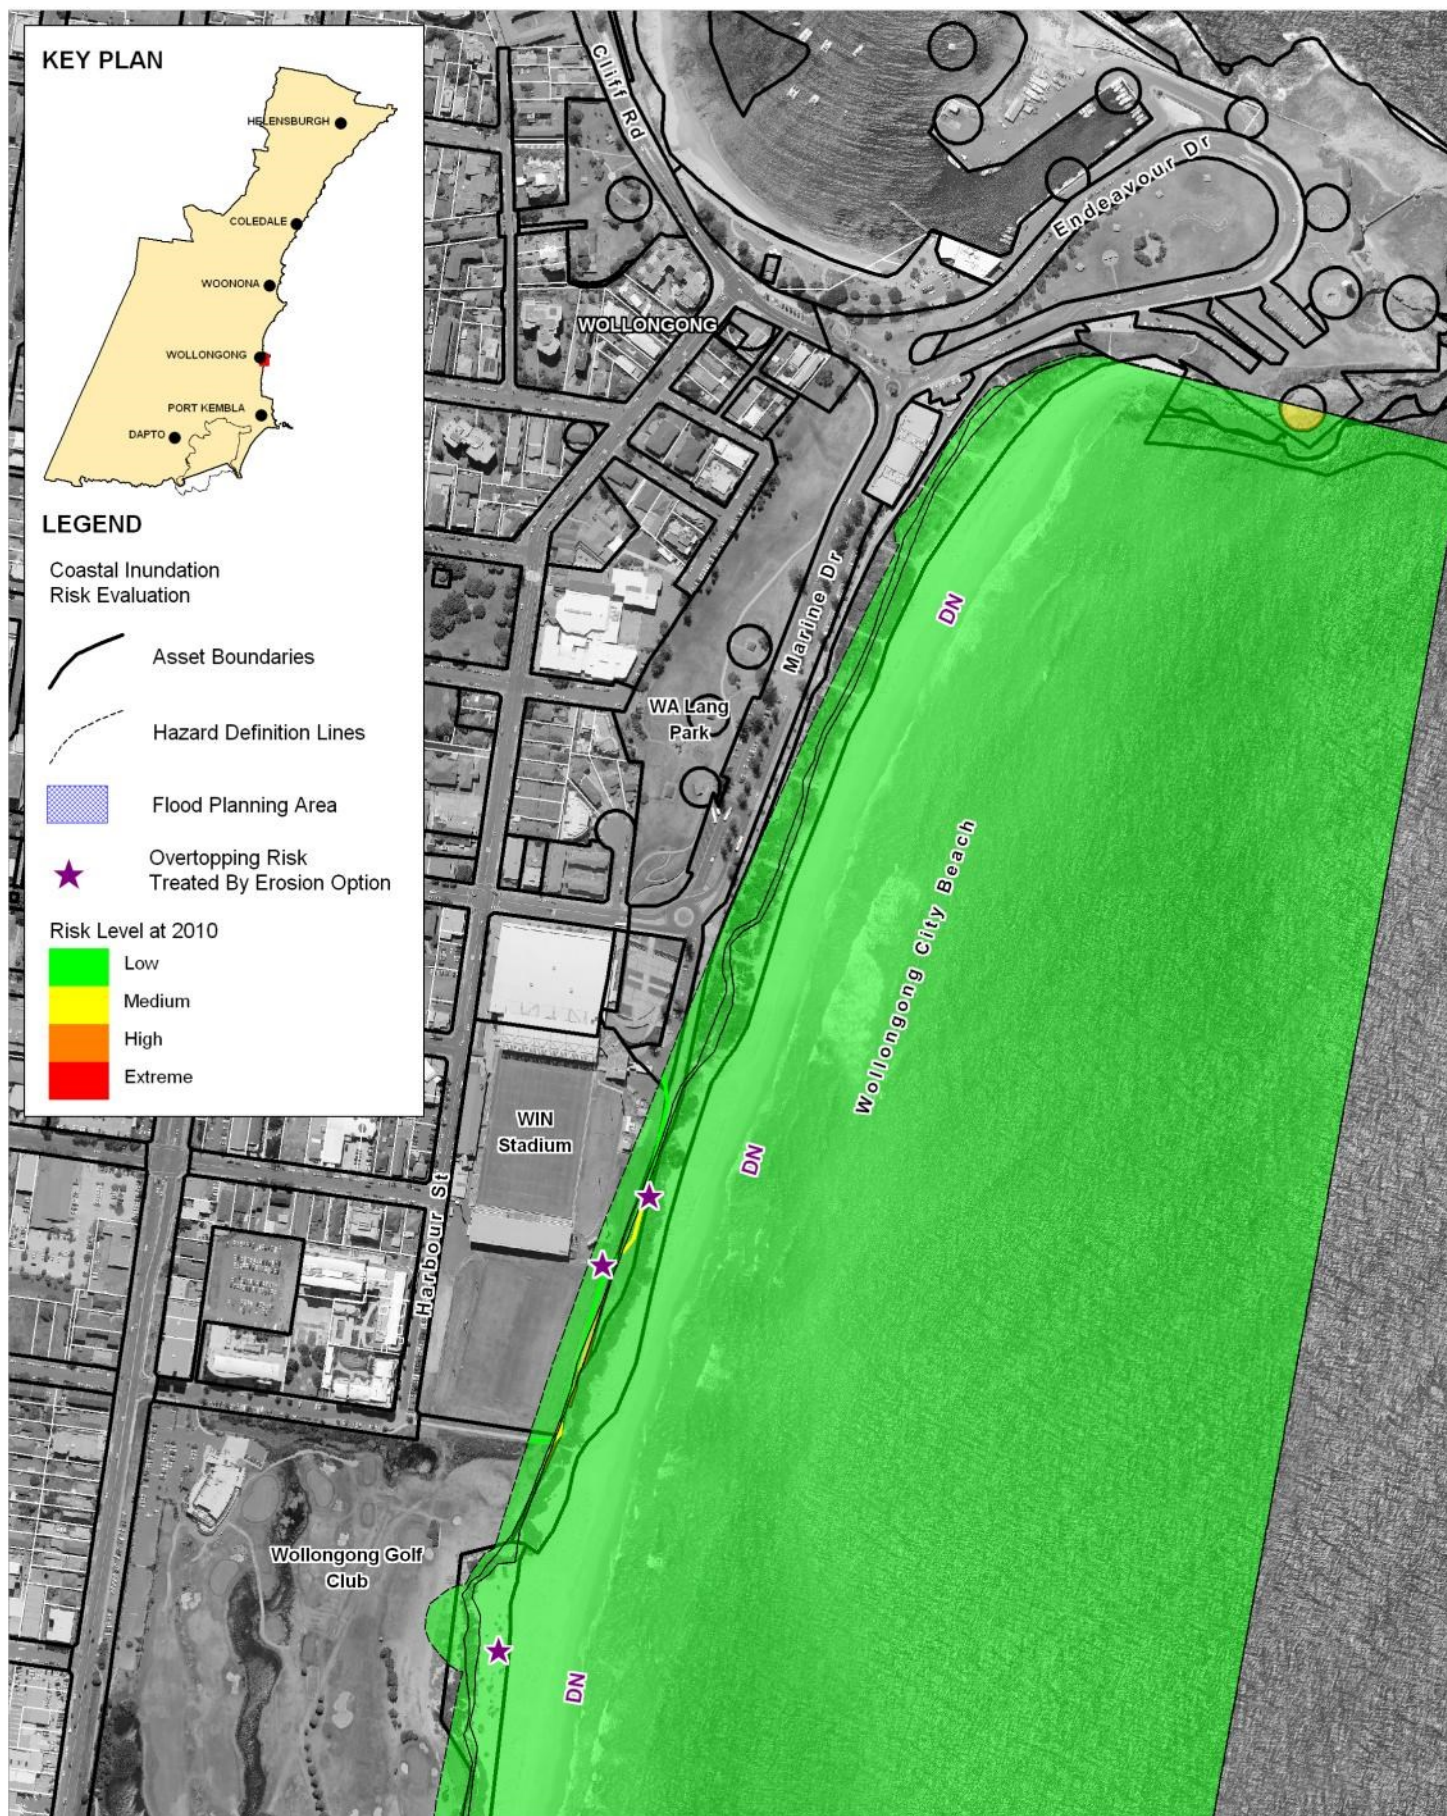 KEY PLAN
HELENSBURGH
COLEDALE
WOONONA
WOLLONGONG
PORT KEMBLA
DAPTO
LEGEND
Coastal Inundation
Risk Evaluation
Asset Boundaries
Hazard Definition Lines
Flood Planning Area
Overtopping Risk
Treated By Erosion Option
Risk Level at 2010
Low
Medium
High
Extreme
Cliff Rd
Endeavour Dr
WOLLONGONG
Marine Dr
DN
WA Lang
Park
Wollongong City Beach
WIN
Stadium
DN
Harbour St
Wollongong Golf
Club
DN